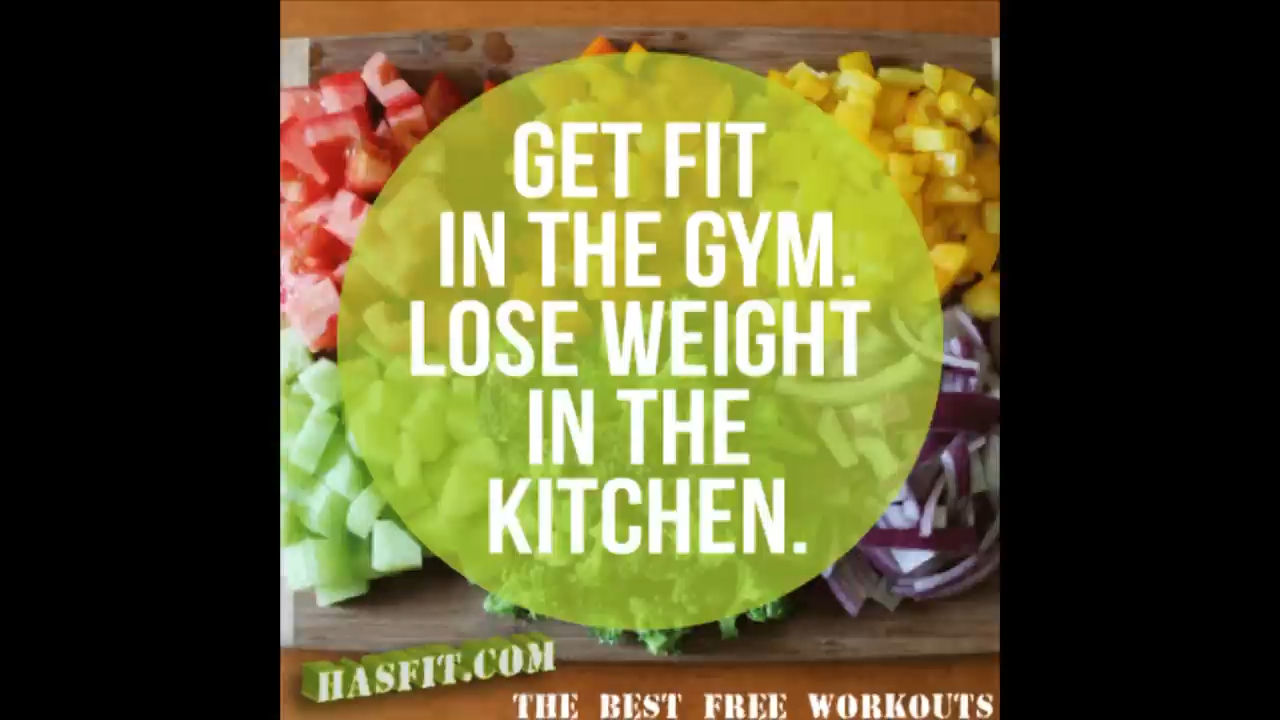 GET FIT
IN THE GYM.
LOSE WEIGHT
IN THE
KITCHEN.
HASFIT.COM
THE BEST FREE WORKOUTS